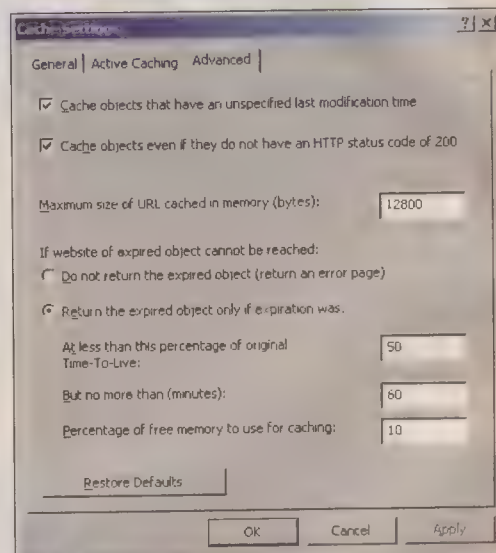 Cache Settings
? ×
General | Active Caching Advanced |
Cache objects that have an unspecified last modification time
Cache objects even if they do not have an HTTP status code of 200
Maximum size of URL cached in memory (bytes): 12800
If website of expired object cannot be reached:
Do not return the expired object (return an error page)
Return the expired object only if expiration was.
At less than this percentage of original
Time-To-Live: 50
But no more than (minutes): 60
Percentage of free memory to use for caching: 10
Restore Defaults
OK Cancel Apply